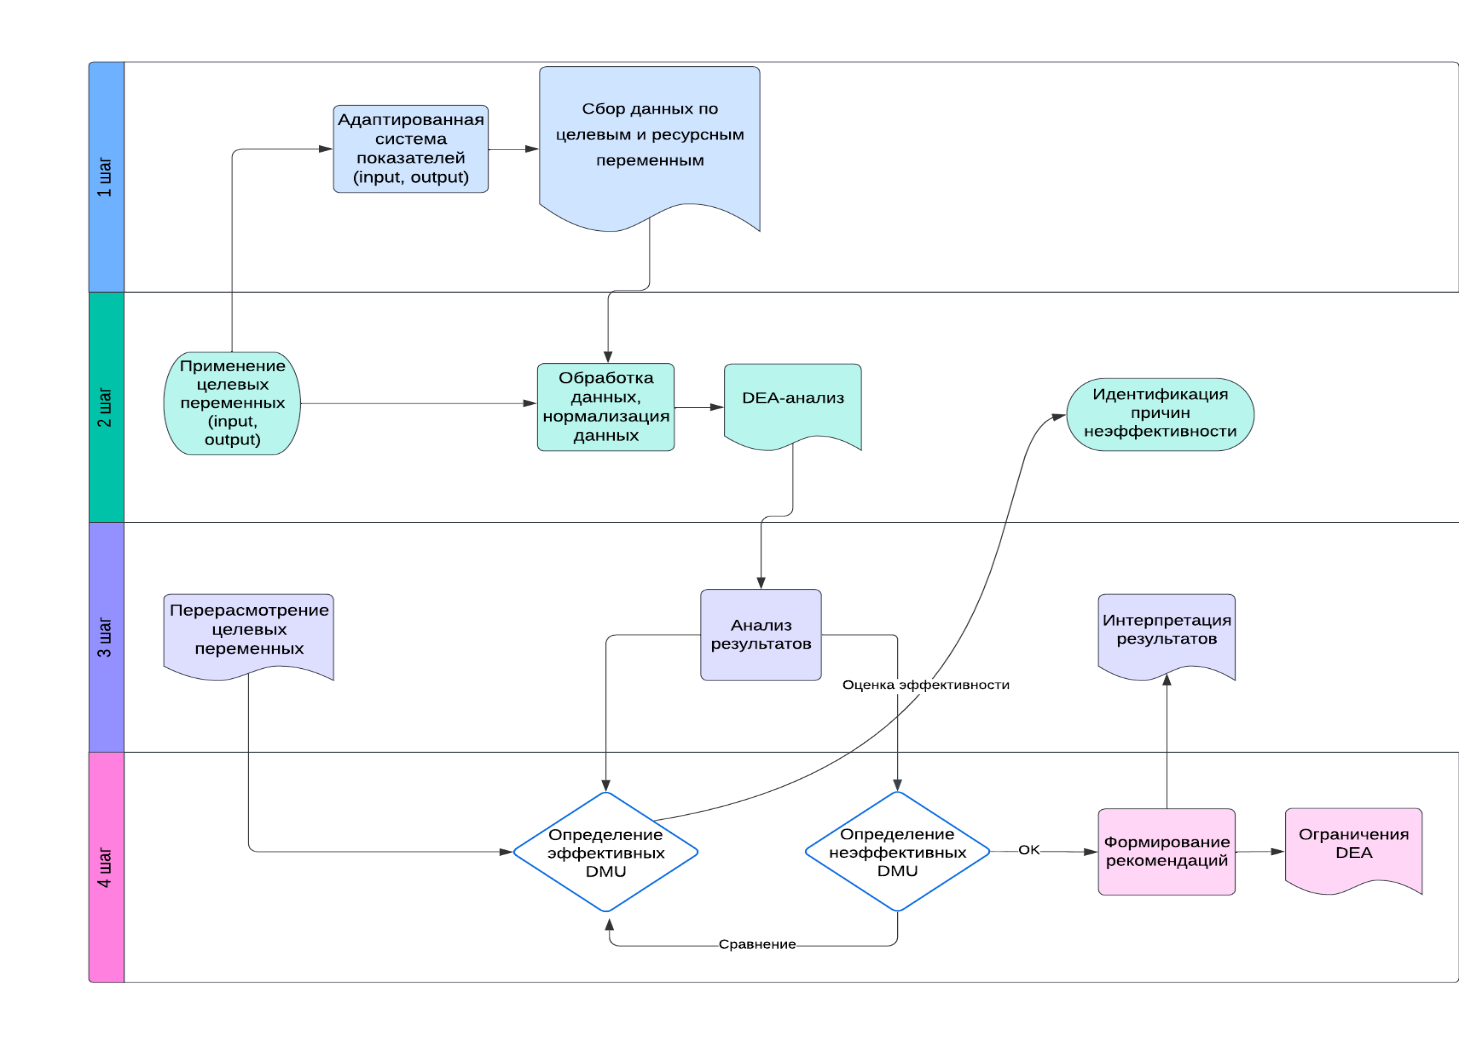 1 шаг
Адаптированная
система
показателей
(input, output)
Сбор данных по
целевым и ресурсным
переменным
2 шаг
Применение
целевых
переменных
(input,
output)
Обработка
данных,
нормализация
данных
DEA-анализ
Идентификация
причин
неэффективности
3 шаг
Перерасмотрение
целевых
переменных
Анализ
результатов
Оценка эффективности
Интерпретация
результатов
4 шаг
Определение
эффективных
DMU
Определение
неэффективных
DMU
OK
Формирование
рекомендаций
Ограничения
DEA
Сравнение